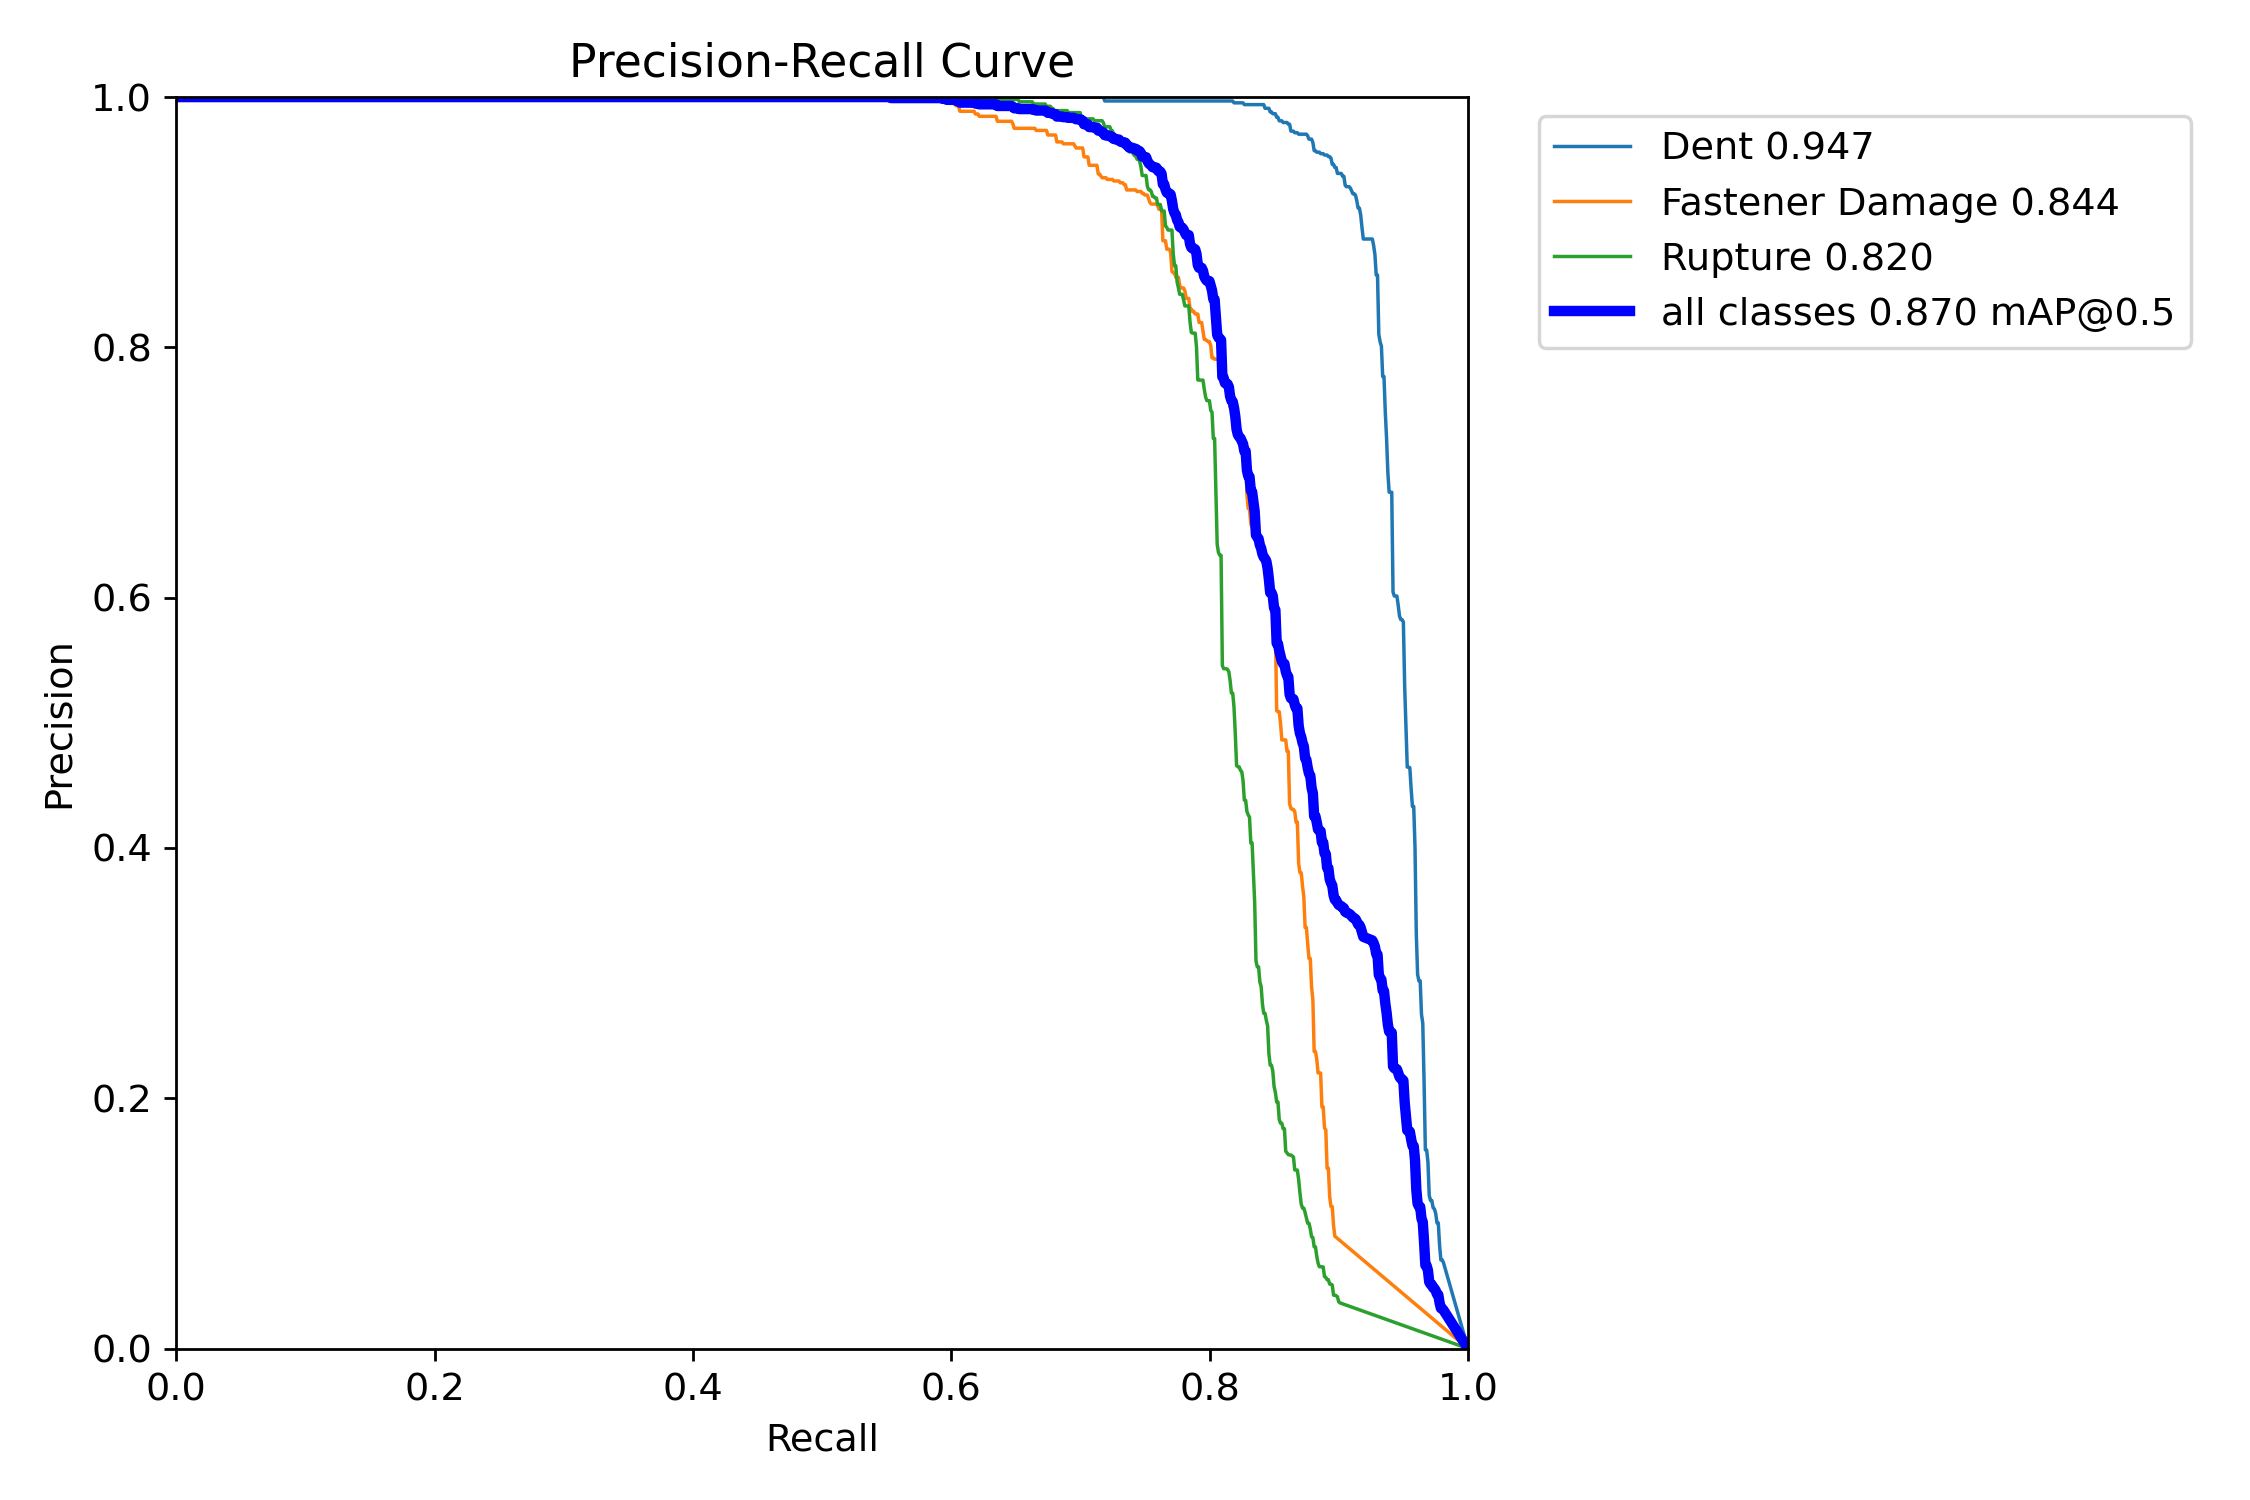 Precision-Recall Curve
1.0
0.8
0.6
0.4
0.2
0.0
Precision
0.0 0.2 0.4 0.6 0.8 1.0
Recall
Dent 0.947
Fastener Damage 0.844
Rupture 0.820
all classes 0.870 mAP@0.5